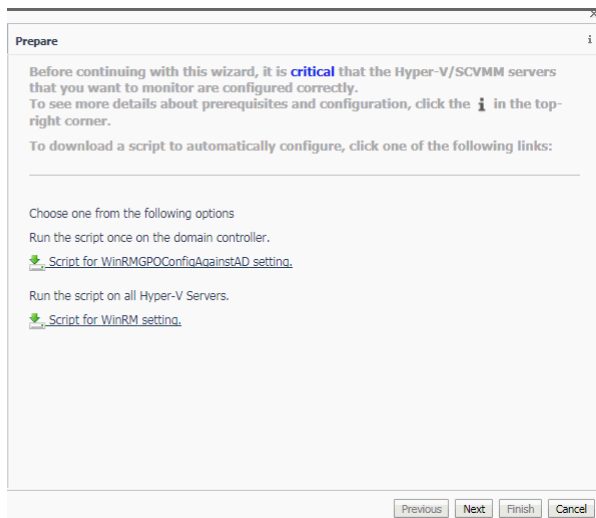 Prepare
i
Before continuing with this wizard, it is critical that the Hyper-V/SCVMM servers
that you want to monitor are configured correctly.
To see more details about prerequisites and configuration, click the i in the top-
right corner.
To download a script to automatically configure, click one of the following links:
Choose one from the following options
Run the script once on the domain controller.
Script for WinRMGPOConfigAgainstAD setting.
Run the script on all Hyper-V Servers.
Script for WinRM setting.
Previous Next Finish Cancel